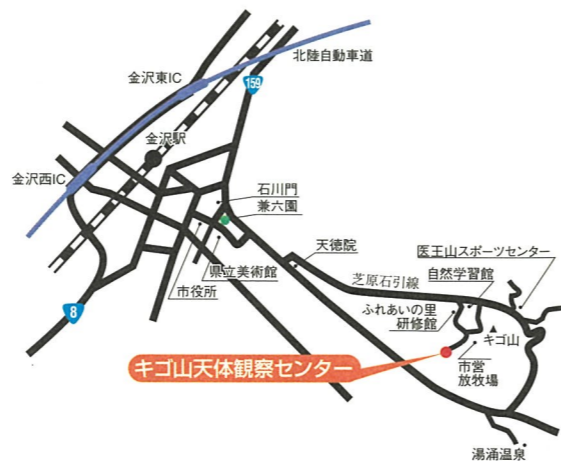 北陸自動車道
金沢東IC
159
金沢駅
金沢西IC
石川門
兼六園
天徳院
医王山スポーツセンター
芝原石引線
自然学習館
県立美術館
市役所
ふれあいの里
研修館
キゴ山
8
市営
放牧場
キゴ山天体観察センター
湯涌温泉